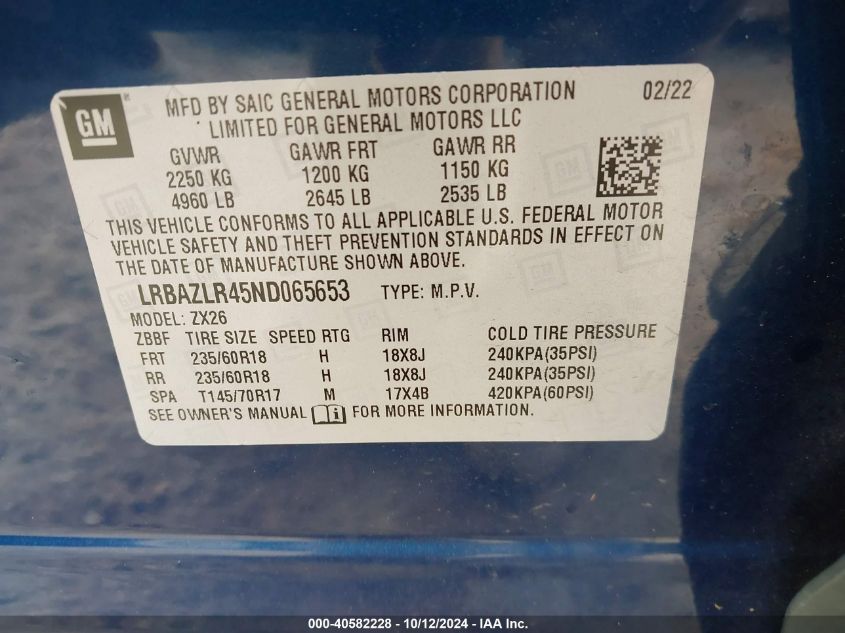 GM
MFD BY SAIC GENERAL MOTORS CORPORATION 02/22
LIMITED FOR GENERAL MOTORS LLC
GVWR GAWR FRT GAWR RR
2250 KG 1200 KG 1150 KG
4960 LB 2645 LB 2535 LB
THIS VEHICLE CONFORMS TO ALL APPLICABLE U.S. FEDERAL MOTOR
VEHICLE SAFETY AND THEFT PREVENTION STANDARDS IN EFFECT ON
THE DATE OF MANUFACTURE SHOWN ABOVE.
LRBAZLR45ND065653 TYPE: M.P.V.
MODEL: ZX26
ZBBF TIRE SIZE SPEED RTG RIM COLD TIRE PRESSURE
FRT 235/60R18 H 18X8J 240KPA(35PSI)
RR 235/60R18 H 18X8J 240KPA(35PSI)
SPA T145/70R17 M 17X4B 420KPA(60PSI)
SEE OWNER'S MANUAL i FOR MORE INFORMATION.
000-40582228 - 10/12/2024 - IAA Inc.